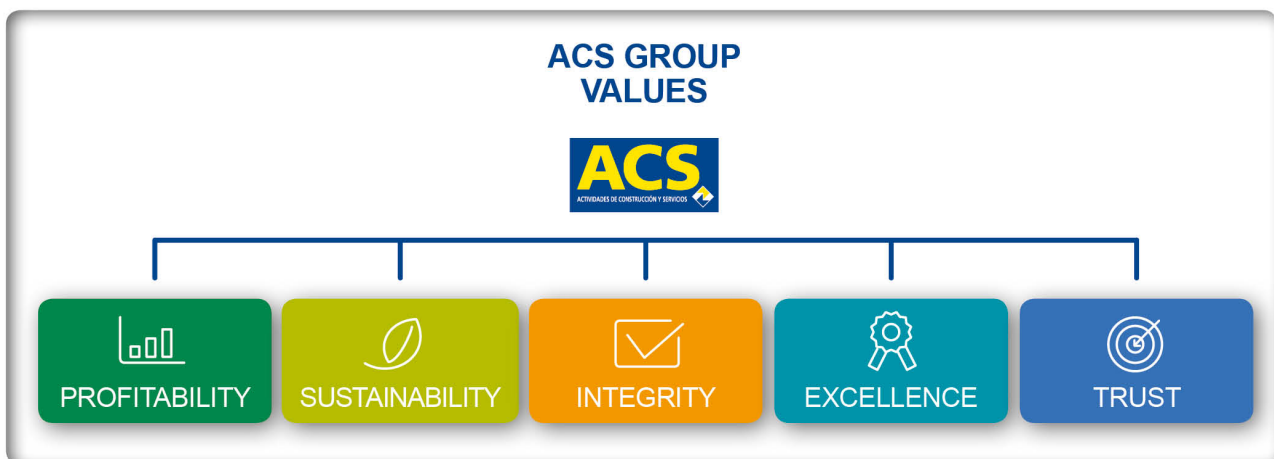 ACS GROUP
VALUES
ACS
ACTIVIDADES DE CONSTRUCCIÓN Y SERVICIOS
PROFITABILITY
SUSTAINABILITY
INTEGRITY
EXCELLENCE
TRUST